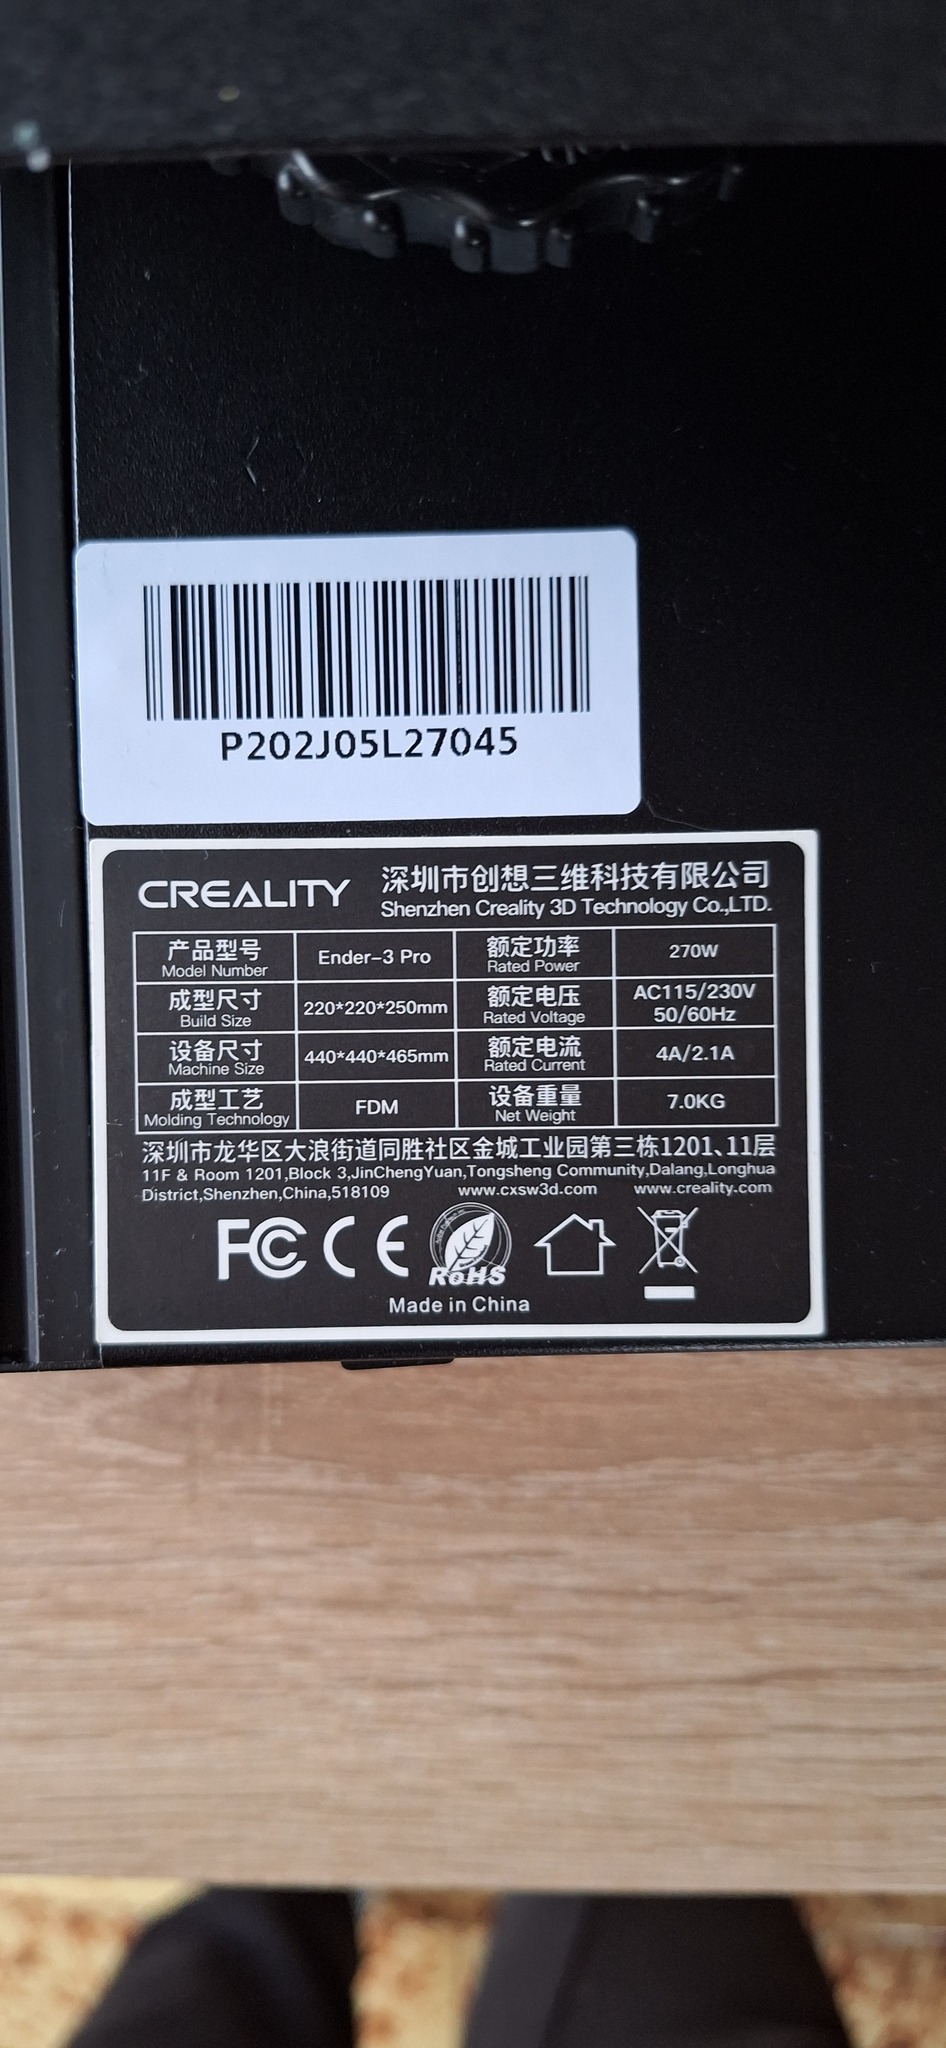 P202J05L27045
CREALITY 深圳市创想三维科技有限公司
Shenzhen Creality 3D Technology Co.,LTD.
产品型号 Ender-3 Pro 额定功率 270W
Model Number Rated Power
成型尺寸 220*220*250mm 额定电压 AC115/230V
Build Size Rated Voltage 50/60Hz
设备尺寸 440*440*465mm 额定电流 4A/2.1A
Machine Size Rated Current
成型工艺 FDM 设备重量 7.0KG
Molding Technology Net Weight
深圳市龙华区大浪街道同胜社区金城工业园第三栋1201、11层
11F & Room 1201,Block 3,JinChengYuan,Tongsheng Community,Dalang,Longhua
District,Shenzhen,China,518109 www.cxsw3d.com www.creality.com
FC CE RoHS
Made in China